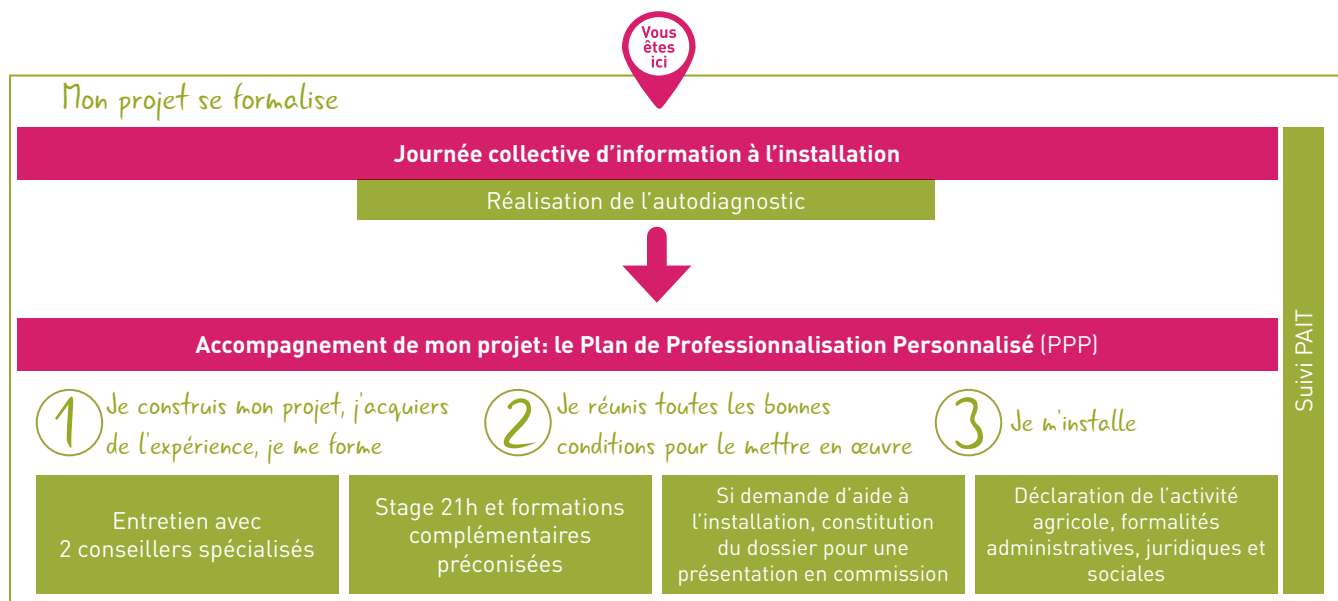 Vous
êtes
ici
Mon projet se formalise
Journée collective d'information à l'installation
Réalisation de l'autodiagnostic
Accompagnement de mon projet: le Plan de Professionnalisation Personnalisé (PPP)
1 Je construis mon projet, j'acquiers
de l'expérience, je me forme
2 Je réunis toutes les bonnes
conditions pour le mettre en œuvre
3 Je m'installe
Entretien avec
2 conseillers spécialisés
Stage 21h et formations
complémentaires
préconisées
Si demande d'aide à
l'installation, constitution
du dossier pour une
présentation en commission
Déclaration de l'activité
agricole, formalités
administratives, juridiques et
sociales
Suivi PAIT